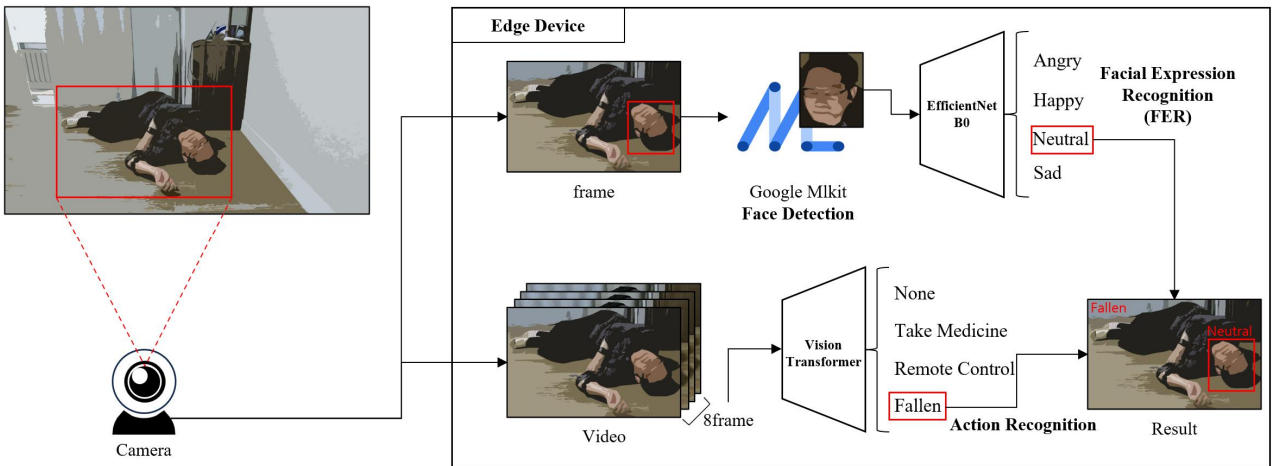 Edge Device
frame
Google Mlkit
Face Detection
EfficientNet
B0
Angry
Happy
Neutral
Sad
Facial Expression
Recognition
(FER)
Camera
Video
8frame
Vision
Transformer
None
Take Medicine
Remote Control
Fallen
Action Recognition
Fallen
Neutral
Result